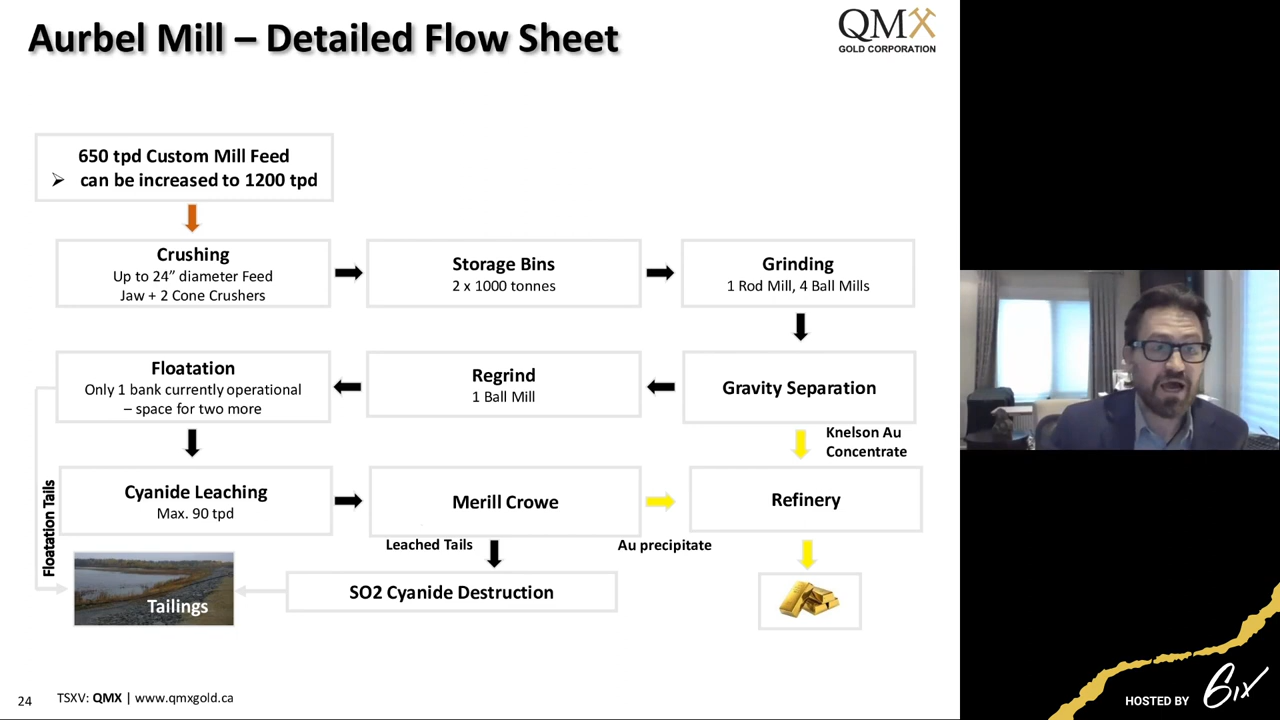 Aurbel Mill – Detailed Flow Sheet
QMX
GOLD CORPORATION
650 tpd Custom Mill Feed
➢ can be increased to 1200 tpd
Crushing
Up to 24” diameter Feed
Jaw + 2 Cone Crushers
Storage Bins
2 x 1000 tonnes
Grinding
1 Rod Mill, 4 Ball Mills
Floatation
Only 1 bank currently operational
– space for two more
Regrind
1 Ball Mill
Gravity Separation
Knelson Au
Concentrate
Cyanide Leaching
Max. 90 tpd
Merill Crowe
Refinery
Floatation Tails
Leached Tails
Au precipitate
Tailings
SO2 Cyanide Destruction
24
TSXV: QMX | www.qmxgold.ca
HOSTED BY 6ix